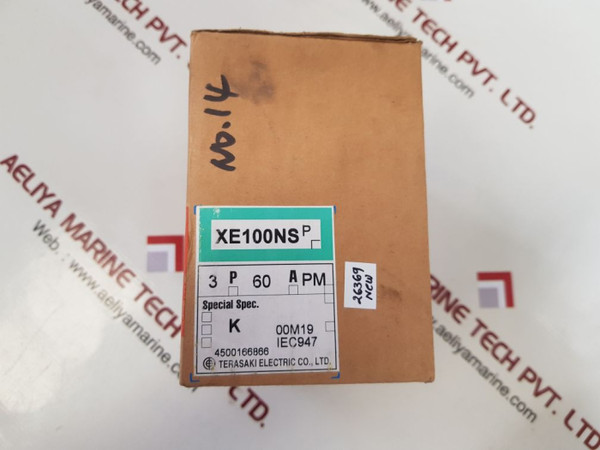 AELIYA MARINE TECH PVT. LTD.
Web. : www.aeliyamarine.com
No.14
XE100NS P
3 P 60 A PM
Special Spec.
K 00M19
IEC947
4500166866
TERASAKI ELECTRIC CO., LTD.
26369
NEW